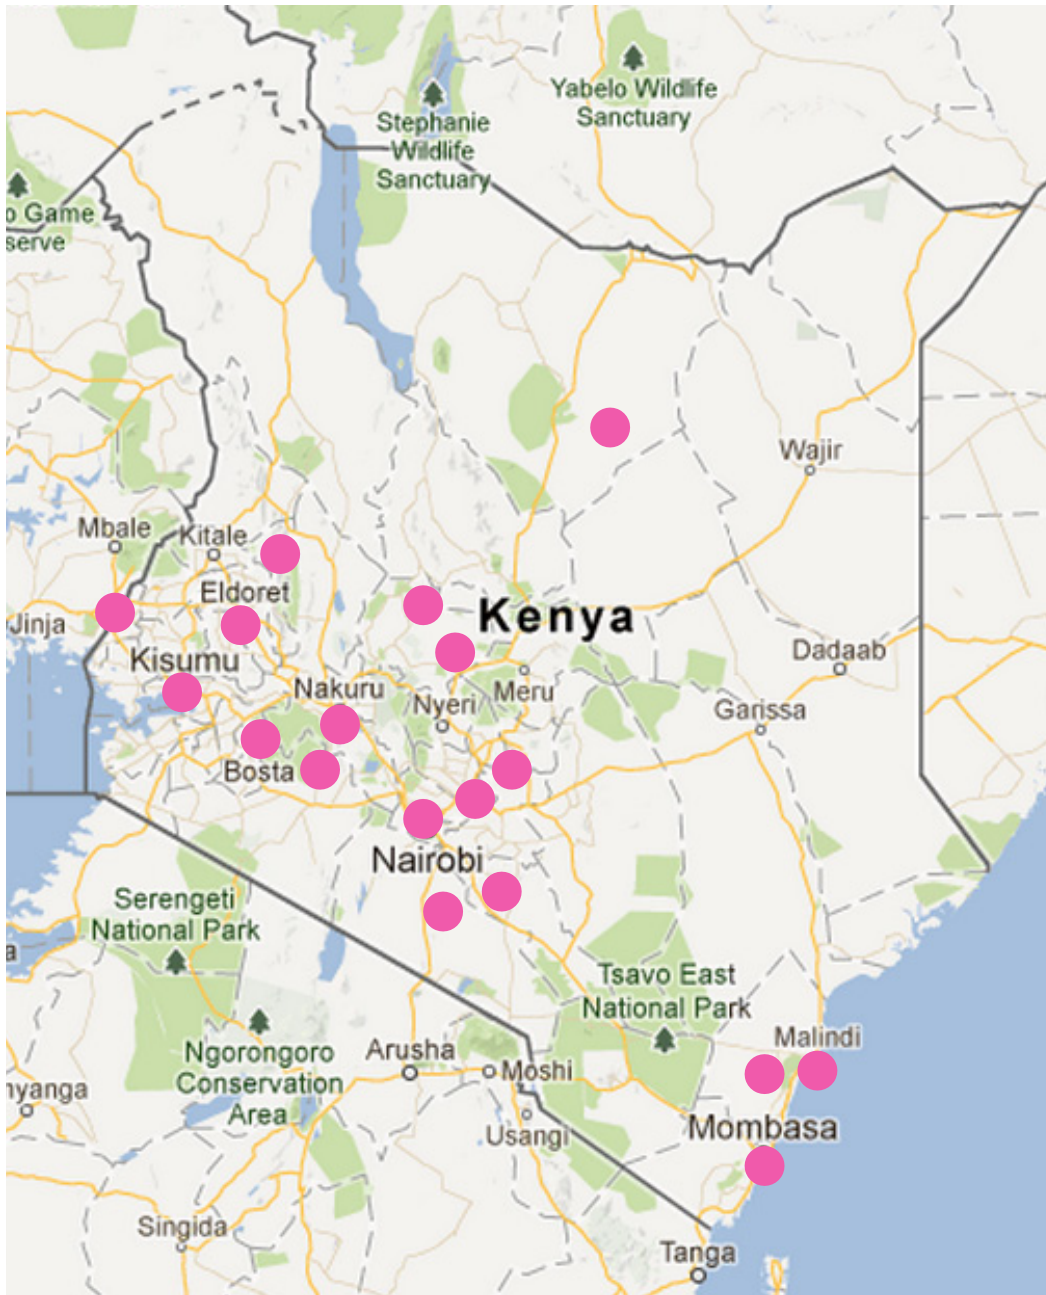 Yabelo Wildlife
Sanctuary
Stephanie
Wildlife
Sanctuary
o Game
serve
Wajir
Mbale
Kitale
Eldoret
Kenya
Jinja
Kisumu
Dadaab
Nakuru
Meru
Nyeri
Garissa
Bosta
Nairobi
Serengeti
National Park
a
Tsavo East
National Park
Malindi
Arusha
Ngorongoro
Conservation
Area
Moshi
nyanga
Mombasa
Usangi
Singida
Tanga